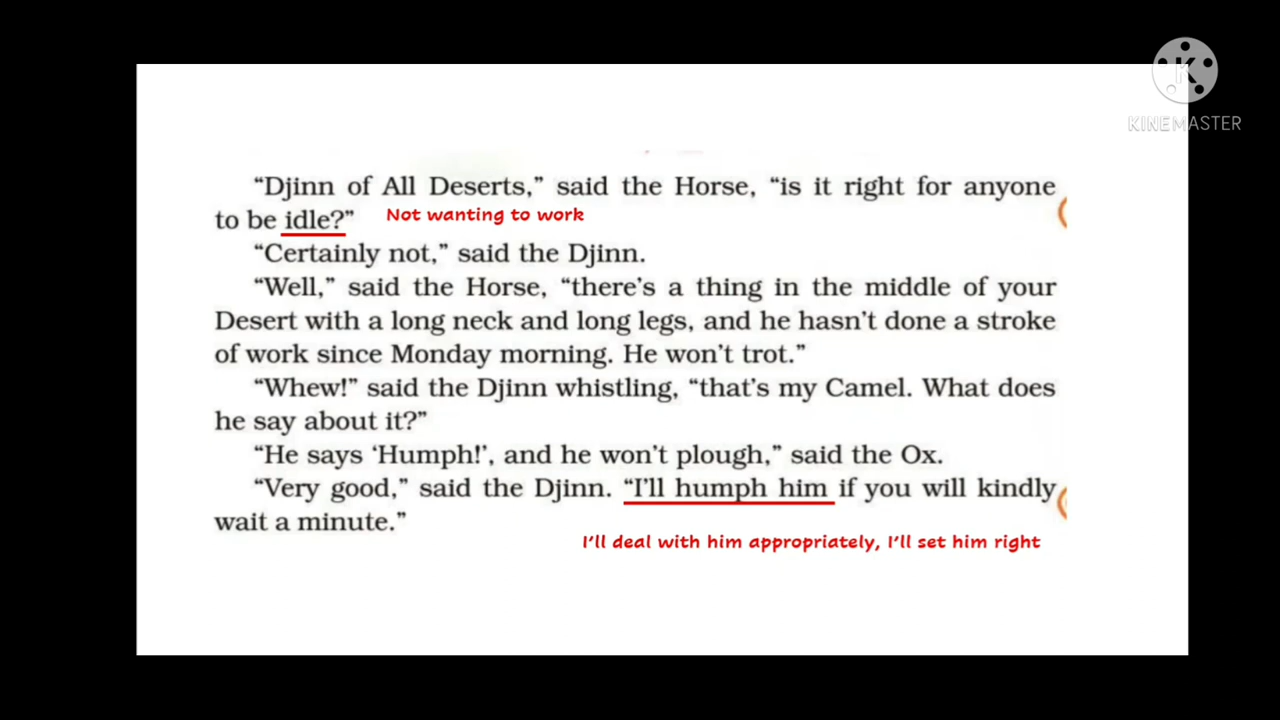 KINEMASTER
“Djinn of All Deserts,” said the Horse, “is it right for anyone
to be idle?” Not wanting to work
“Certainly not,” said the Djinn.
“Well,” said the Horse, “there’s a thing in the middle of your
Desert with a long neck and long legs, and he hasn’t done a stroke
of work since Monday morning. He won’t trot.”
“Whew!” said the Djinn whistling, “that’s my Camel. What does
he say about it?”
“He says ‘Humph!’, and he won’t plough,” said the Ox.
“Very good,” said the Djinn. “I’ll humph him if you will kindly
wait a minute.”
I’ll deal with him appropriately, I’ll set him right